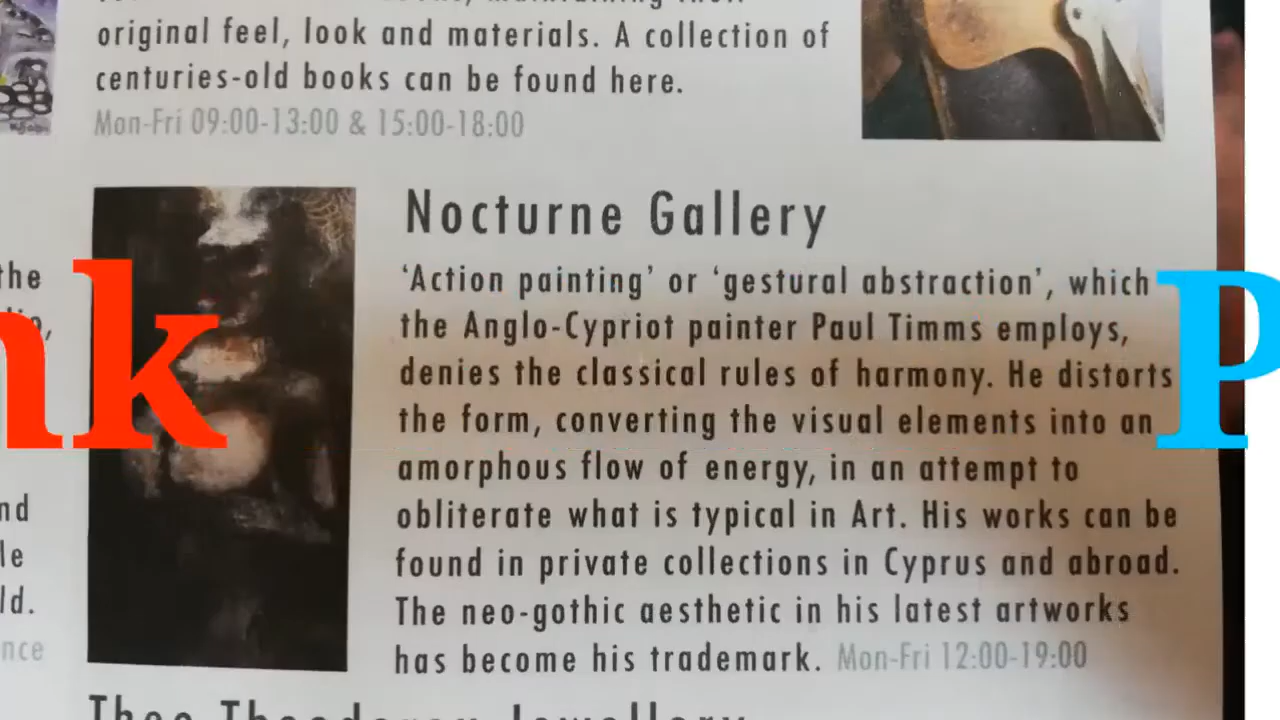 original feel, look and materials. A collection of
centuries-old books can be found here.
Mon-Fri 09:00-13:00 & 15:00-18:00
Nocturne Gallery
'Action painting' or 'gestural abstraction', which
the Anglo-Cypriot painter Paul Timms employs,
denies the classical rules of harmony. He distorts
the form, converting the visual elements into an
amorphous flow of energy, in an attempt to
obliterate what is typical in Art. His works can be
found in private collections in Cyprus and abroad.
The neo-gothic aesthetic in his latest artworks
has become his trademark. Mon-Fri 12:00-19:00
the
nk
P
nd
le
ld.
nce